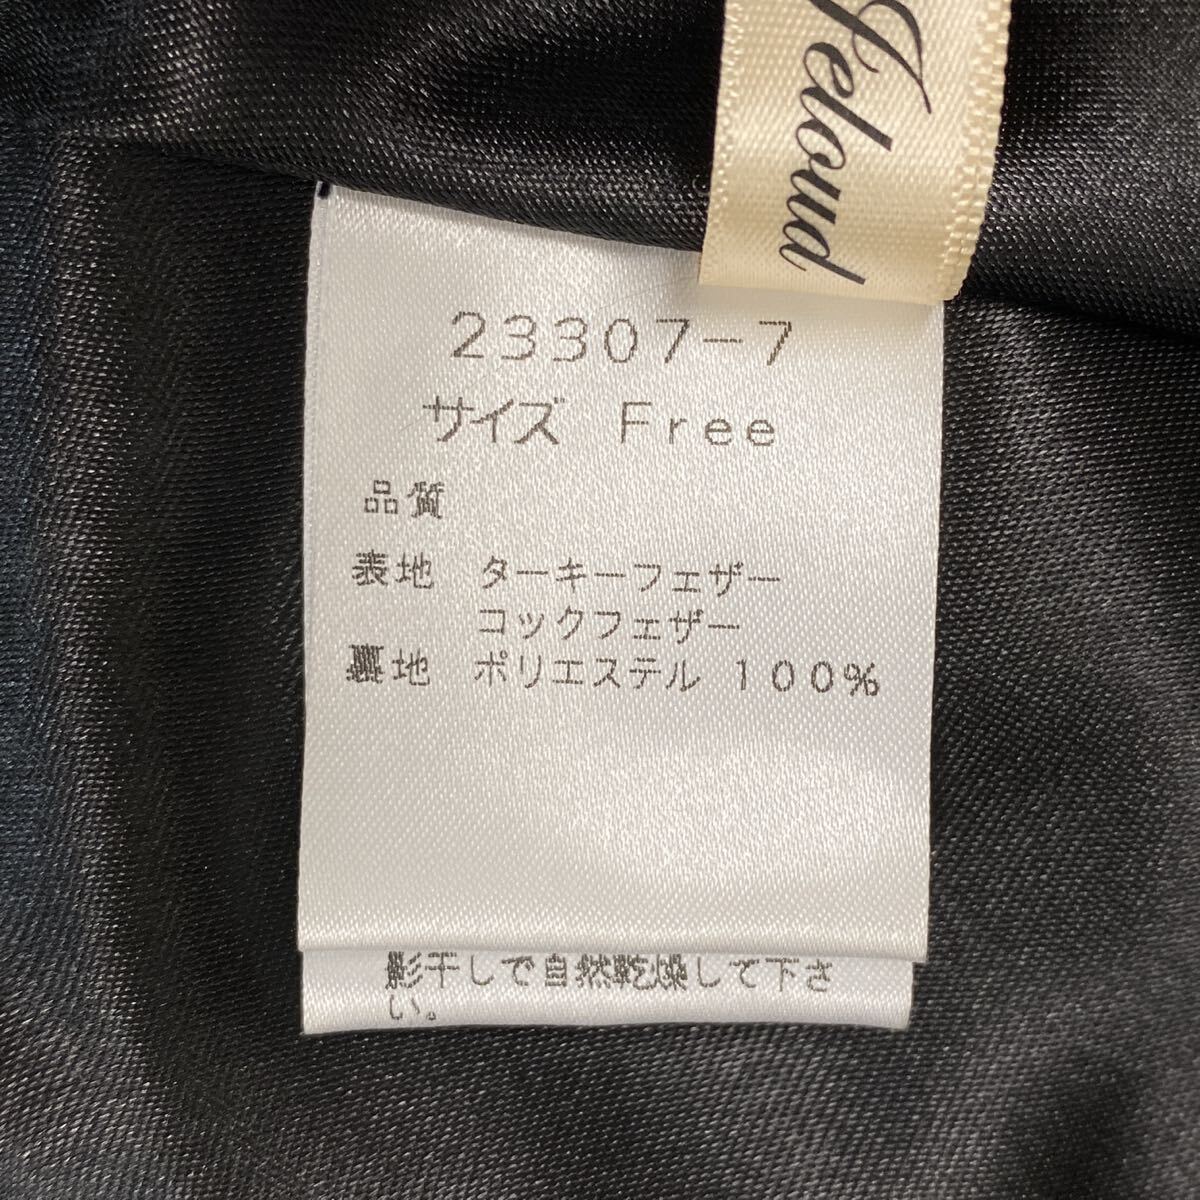 Jeloud
23307-7
サイズ Free
品質
表地 ターキーフェザー
コックフェザー
裏地 ポリエステル 100%
影干しで自然乾燥して下さ
い。